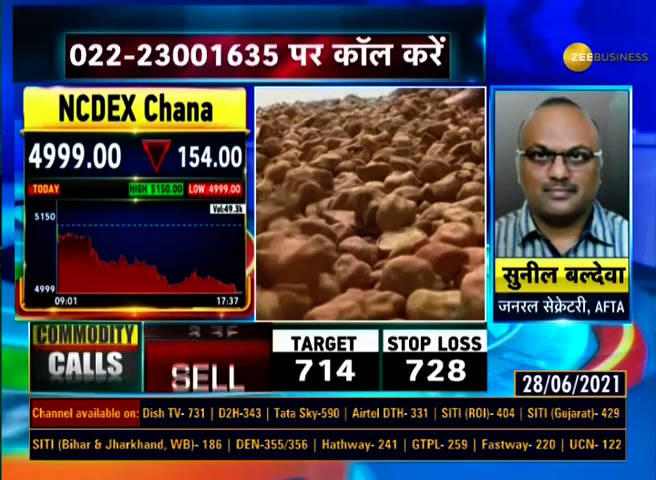 022-23001635 पर कॉल करें
ZEE BUSINESS
NCDEX Chana
4999.00 154.00
TODAY HIGH 5150.00 LOW 4999.00
Vol:49.3k
5150
4999
09:01 17:37
सुनील बल्देवा
जनरल सेक्रेटरी, AFTA
COMMODITY
CALLS
SELL
TARGET
714
STOP LOSS
728
28/06/2021
Channel available on: Dish TV- 731 | D2H-343 | Tata Sky-590 | Airtel DTH- 331 | SITI (ROI)- 404 | SITI (Gujarat)- 429
SITI (Bihar & Jharkhand, WB)- 186 | DEN-355/356 | Hathway- 241 | GTPL- 259 | Fastway- 220 | UCN- 122